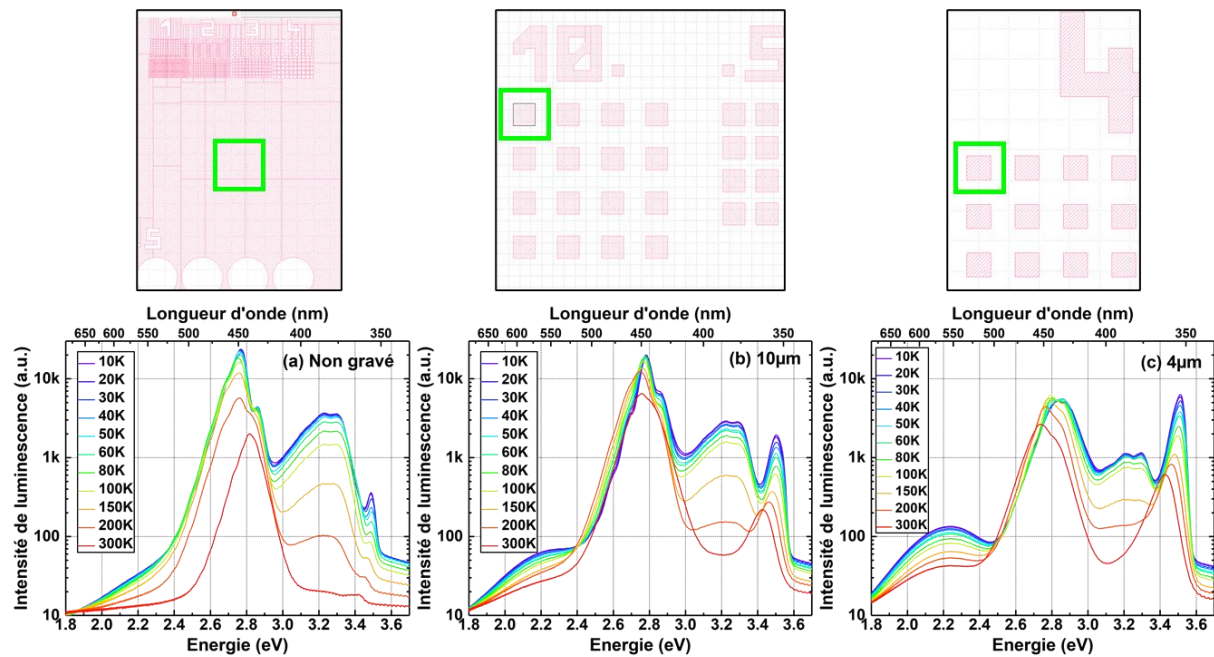 1 2 3 4
5
10.
.5
4
Longueur d'onde (nm)
650 600 550 500 450 400 350
(a) Non gravé
10K
20K
30K
40K
50K
60K
80K
100K
150K
200K
300K
Intensité de luminescence (a.u.)
10k
1k
100
10
1.8 2.0 2.2 2.4 2.6 2.8 3.0 3.2 3.4 3.6
Energie (eV)
Longueur d'onde (nm)
650 600 550 500 450 400 350
(b) 10µm
10K
20K
30K
40K
50K
60K
80K
100K
150K
200K
300K
Intensité de luminescence (a.u.)
10k
1k
100
10
1.8 2.0 2.2 2.4 2.6 2.8 3.0 3.2 3.4 3.6
Energie (eV)
Longueur d'onde (nm)
650 600 550 500 450 400 350
(c) 4µm
10K
20K
30K
40K
50K
60K
80K
100K
150K
200K
300K
Intensité de luminescence (a.u.)
10k
1k
100
10
1.8 2.0 2.2 2.4 2.6 2.8 3.0 3.2 3.4 3.6
Energie (eV)